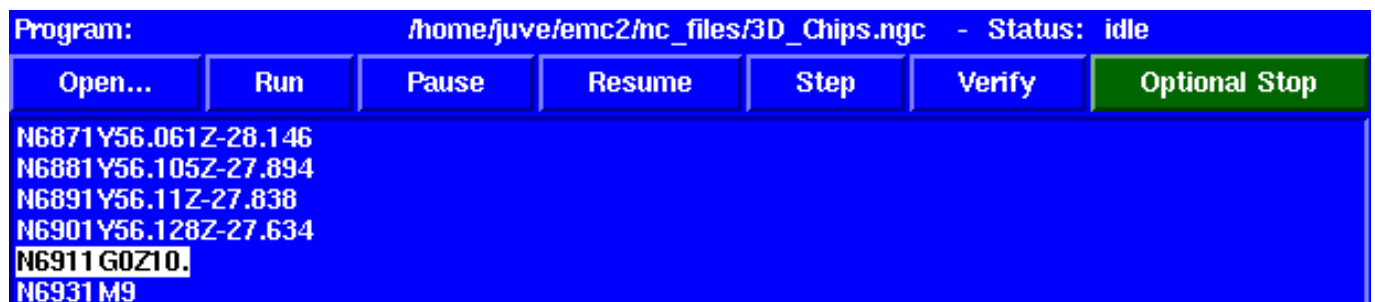 Program: /home/juve/emc2/nc_files/3D_Chips.ngc - Status: idle
Open... Run Pause Resume Step Verify Optional Stop
N6871Y56.061Z-28.146
N6881Y56.105Z-27.894
N6891Y56.11Z-27.838
N6901Y56.128Z-27.634
N6911G0Z10.
N6931M9